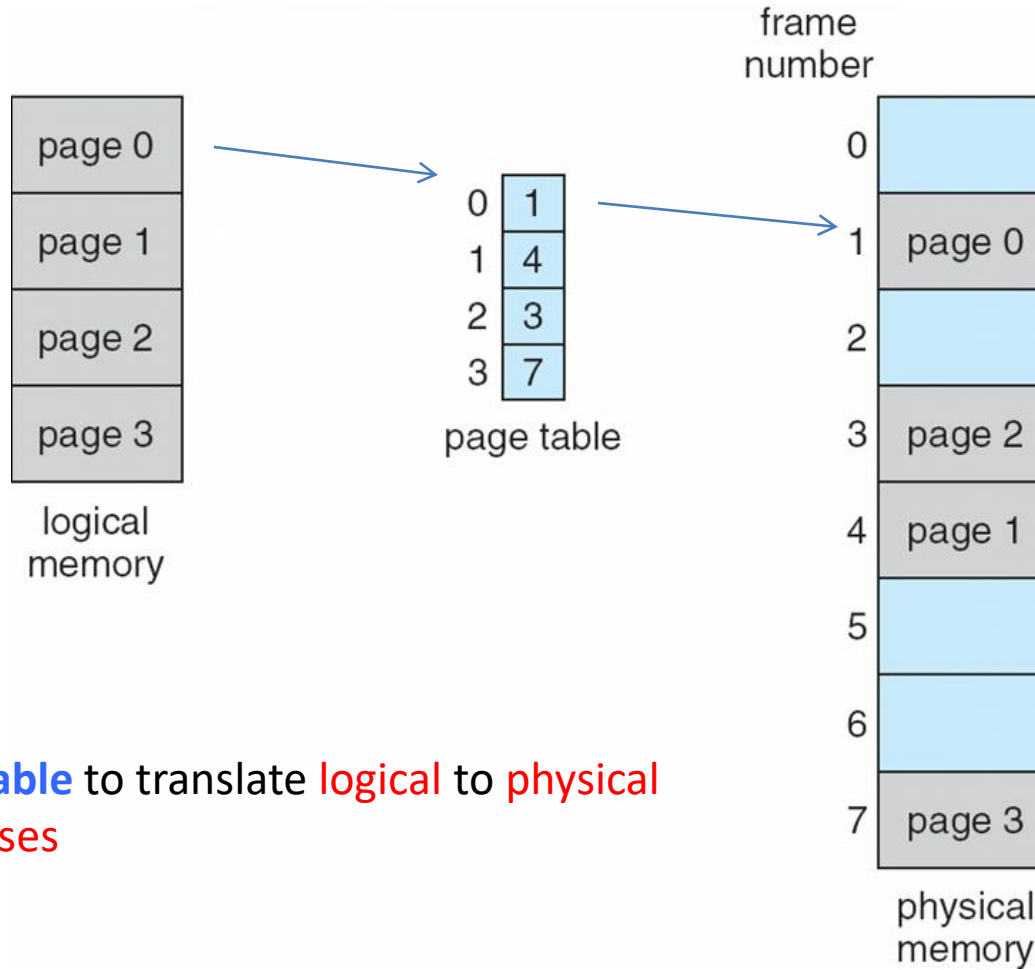 frame
number
page 0
page 1
page 2
page 3
logical
memory
0 1
1 4
2 3
3 7
page table
0
1 page 0
2
3 page 2
4 page 1
5
6
7 page 3
physical
memory
able to translate logical to physical
ses